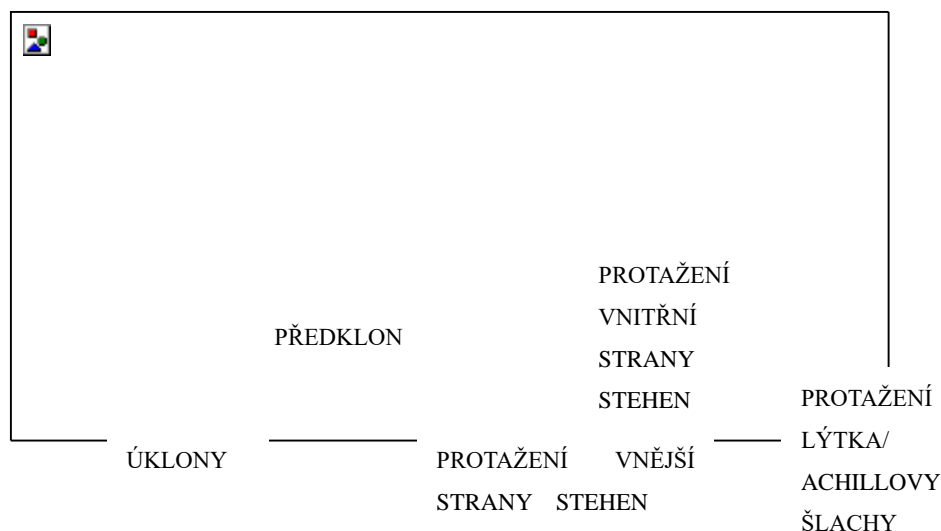 PROTAŽENÍ
VNITŘNÍ
STRANY
STEHEN
PŘEDKLON
PROTAŽENÍ
LÝTKA/
ACHILLOVY
ŠLACHY
ÚKLONY
PROTAŽENÍ VNĚJŠÍ
STRANY STEHEN